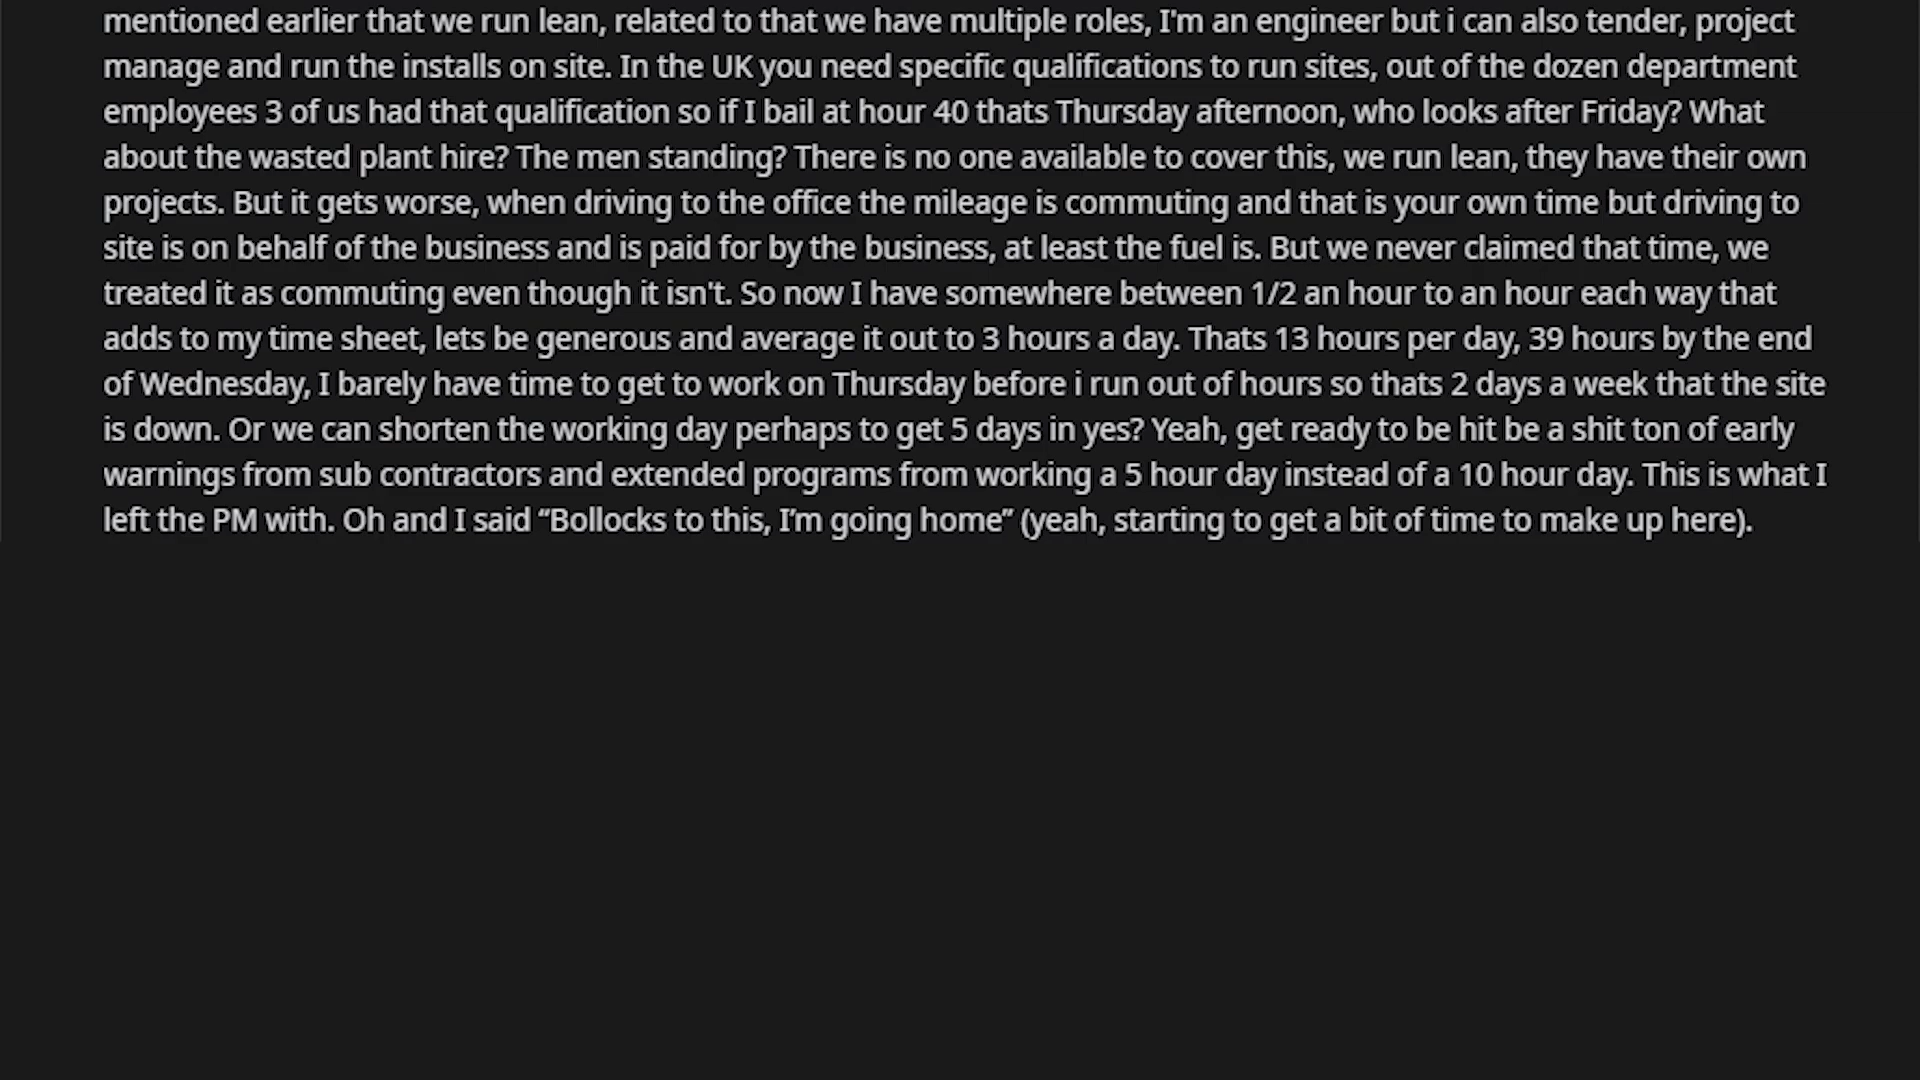 mentioned earlier that we run lean, related to that we have multiple roles, I'm an engineer but i can also tender, project
manage and run the installs on site. In the UK you need specific qualifications to run sites, out of the dozen department
employees 3 of us had that qualification so if I bail at hour 40 thats Thursday afternoon, who looks after Friday? What
about the wasted plant hire? The men standing? There is no one available to cover this, we run lean, they have their own
projects. But it gets worse, when driving to the office the mileage is commuting and that is your own time but driving to
site is on behalf of the business and is paid for by the business, at least the fuel is. But we never claimed that time, we
treated it as commuting even though it isn't. So now I have somewhere between 1/2 an hour to an hour each way that
adds to my time sheet, lets be generous and average it out to 3 hours a day. Thats 13 hours per day, 39 hours by the end
of Wednesday, I barely have time to get to work on Thursday before i run out of hours so thats 2 days a week that the site
is down. Or we can shorten the working day perhaps to get 5 days in yes? Yeah, get ready to be hit be a shit ton of early
warnings from sub contractors and extended programs from working a 5 hour day instead of a 10 hour day. This is what I
left the PM with. Oh and I said “Bollocks to this, I’m going home” (yeah, starting to get a bit of time to make up here).